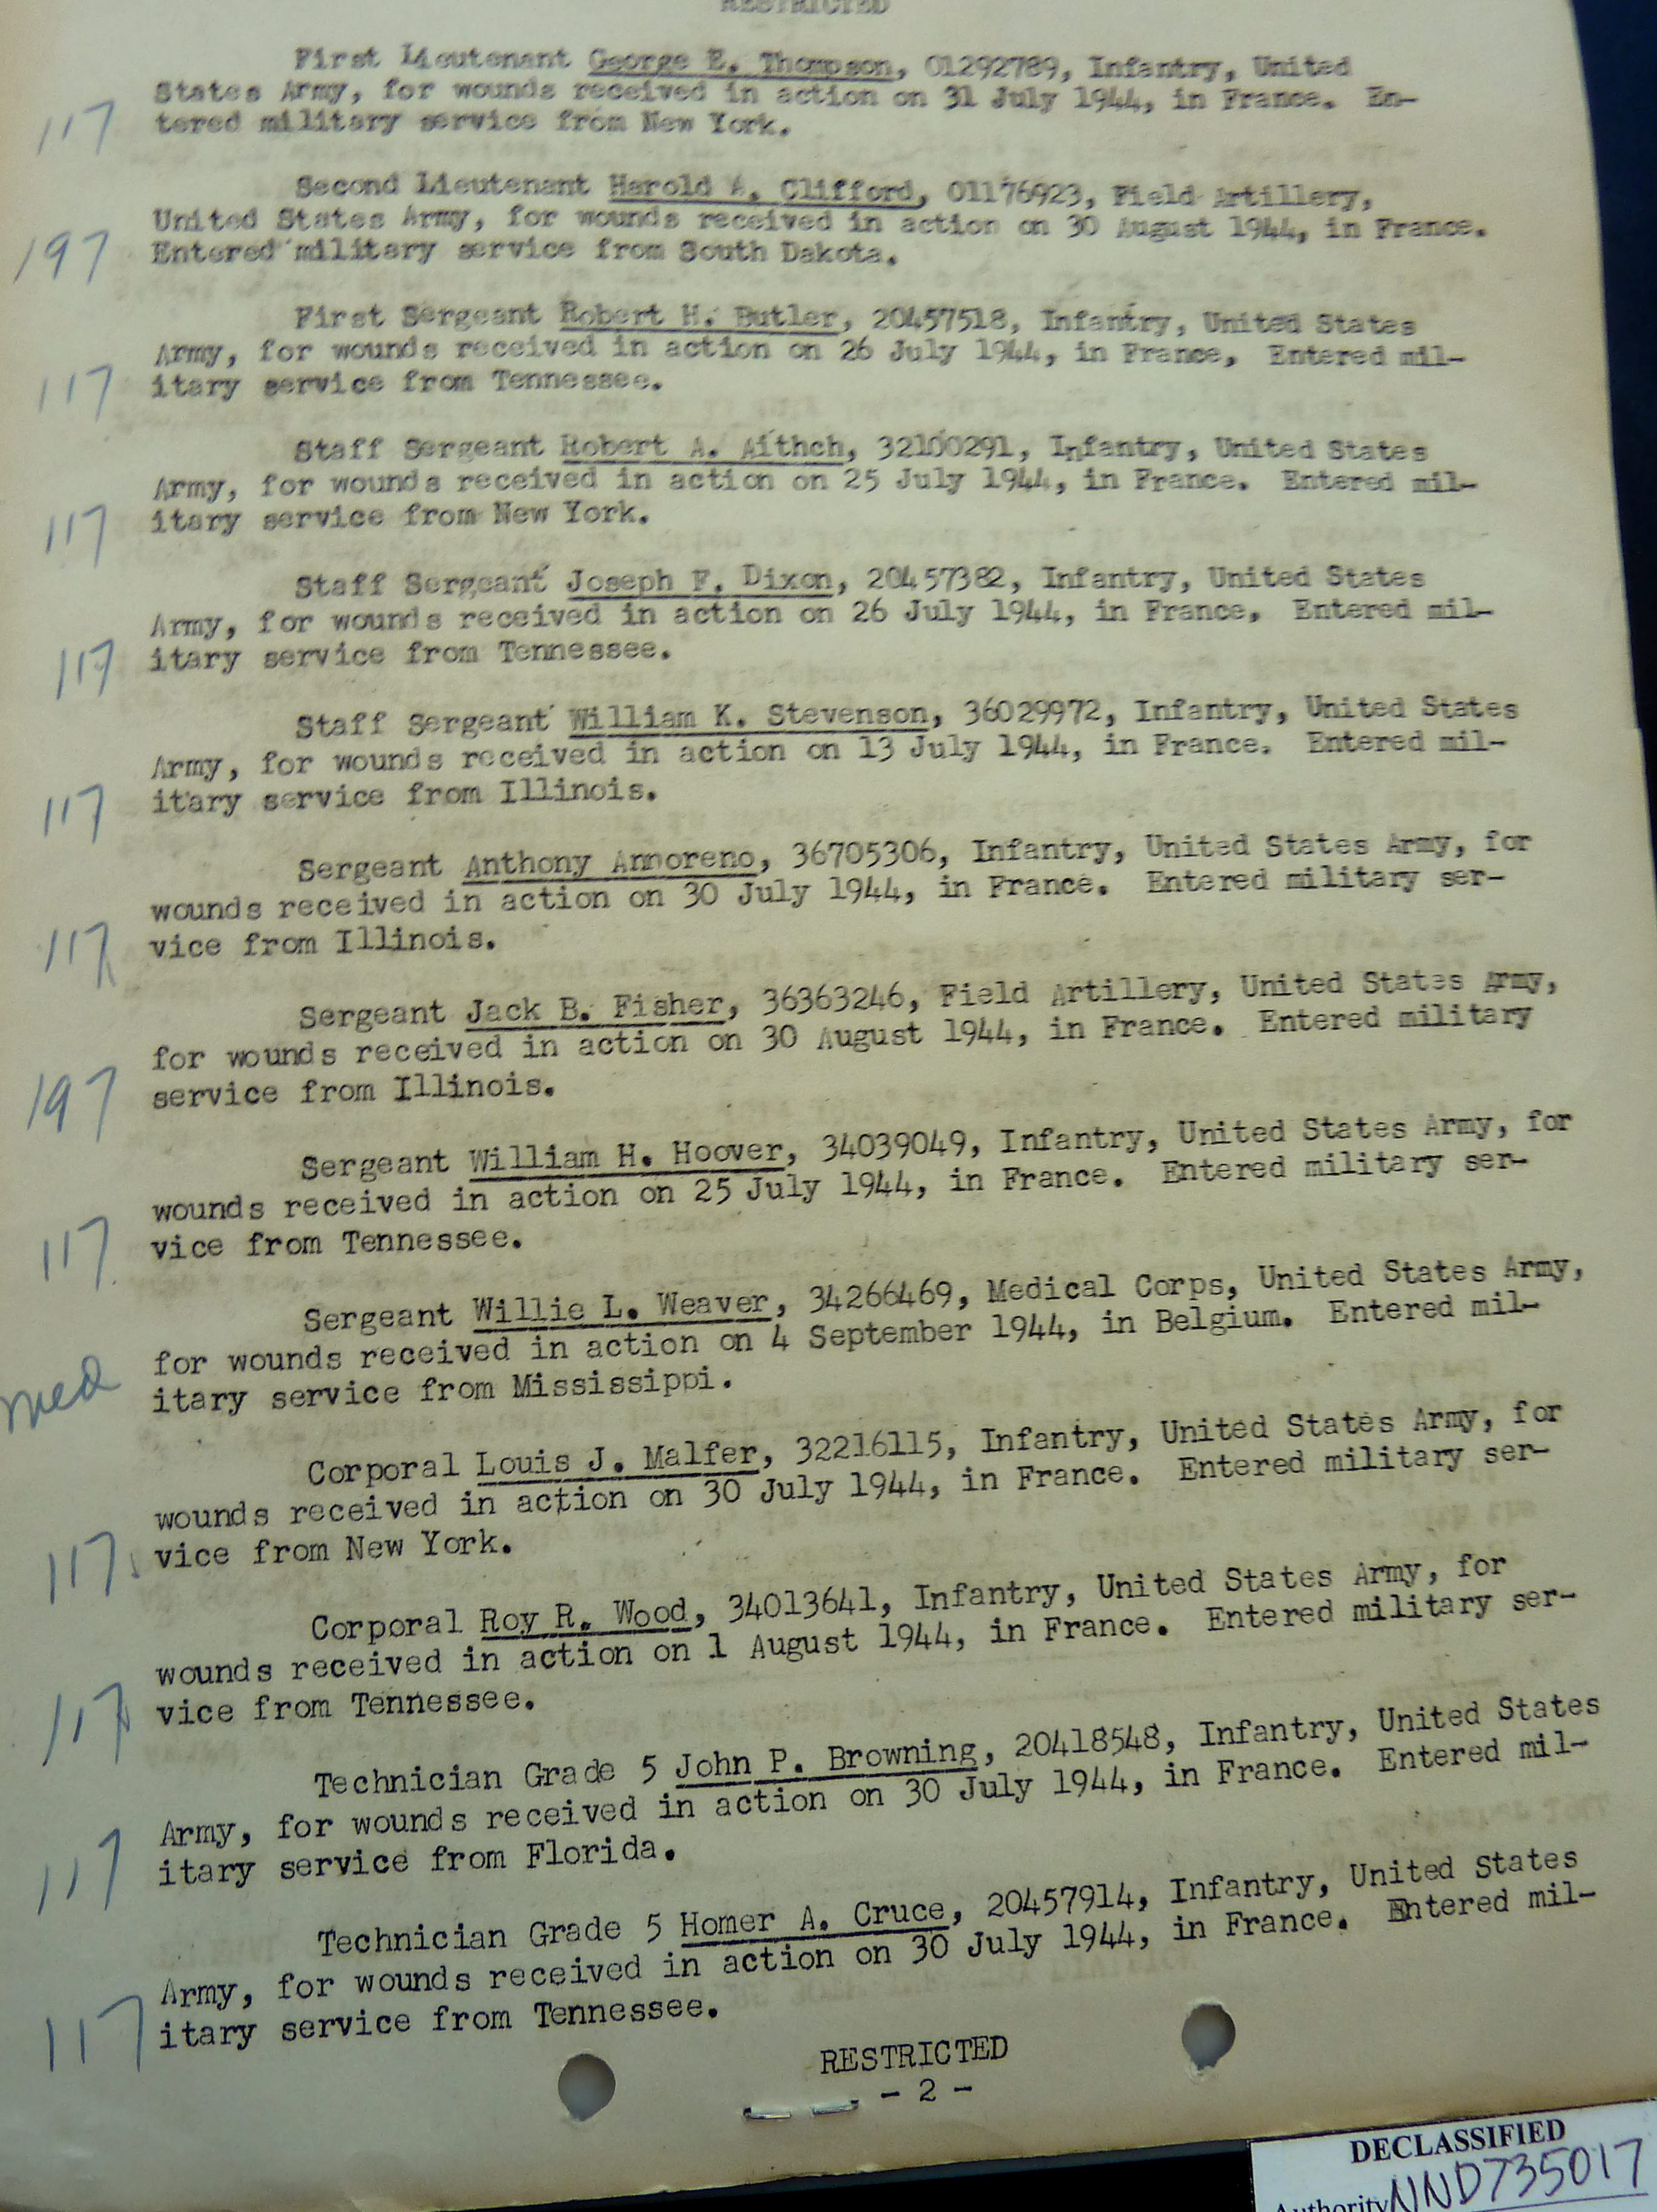 RESTRICTED
First Lieutenant George E. Thompson, 01292789, Infantry, United
States Army, for wounds received in action on 31 July 1944, in France. En-
117 tered military service from New York.
Second Lieutenant Harold A. Clifford, 01176923, Field Artillery,
United States Army, for wounds received in action on 30 August 1944, in France.
197 Entered military service from South Dakota.
First Sergeant Robert H. Butler, 20457518, Infantry, United States
Army, for wounds received in action on 26 July 1944, in France, Entered mil-
117 itary service from Tennessee.
Staff Sergeant Robert A. Aithch, 32100291, Infantry, United States
Army, for wounds received in action on 25 July 1944, in France. Entered mil-
117 itary service from New York.
Staff Sergeant Joseph F. Dixon, 20457382, Infantry, United States
Army, for wounds received in action on 26 July 1944, in France, Entered mil-
117 itary service from Tennessee.
Staff Sergeant William K. Stevenson, 36029972, Infantry, United States
Army, for wounds received in action on 13 July 1944, in France. Entered mil-
117 itary service from Illinois.
Sergeant Anthony Annoreno, 36705306, Infantry, United States Army, for
wounds received in action on 30 July 1944, in France. Entered military ser-
117 vice from Illinois.
Sergeant Jack B. Fisher, 36363246, Field Artillery, United States Army,
for wounds received in action on 30 August 1944, in France. Entered military
197 service from Illinois.
Sergeant William H. Hoover, 34039049, Infantry, United States Army, for
wounds received in action on 25 July 1944, in France. Entered military ser-
117 vice from Tennessee.
Sergeant Willie L. Weaver, 34266469, Medical Corps, United States Army,
for wounds received in action on 4 September 1944, in Belgium. Entered mil-
med itary service from Mississippi.
Corporal Louis J. Malfer, 32216115, Infantry, United States Army, for
wounds received in action on 30 July 1944, in France. Entered military ser-
117 vice from New York.
Corporal Roy R. Wood, 34013641, Infantry, United States Army, for
wounds received in action on 1 August 1944, in France. Entered military ser-
117 vice from Tennessee.
Technician Grade 5 John P. Browning, 20418548, Infantry, United States
Army, for wounds received in action on 30 July 1944, in France. Entered mil-
117 itary service from Florida.
Technician Grade 5 Homer A. Cruce, 20457914, Infantry, United States
Army, for wounds received in action on 30 July 1944, in France. Entered mil-
117 itary service from Tennessee.
RESTRICTED
- 2 -
DECLASSIFIED
Authority NND735017